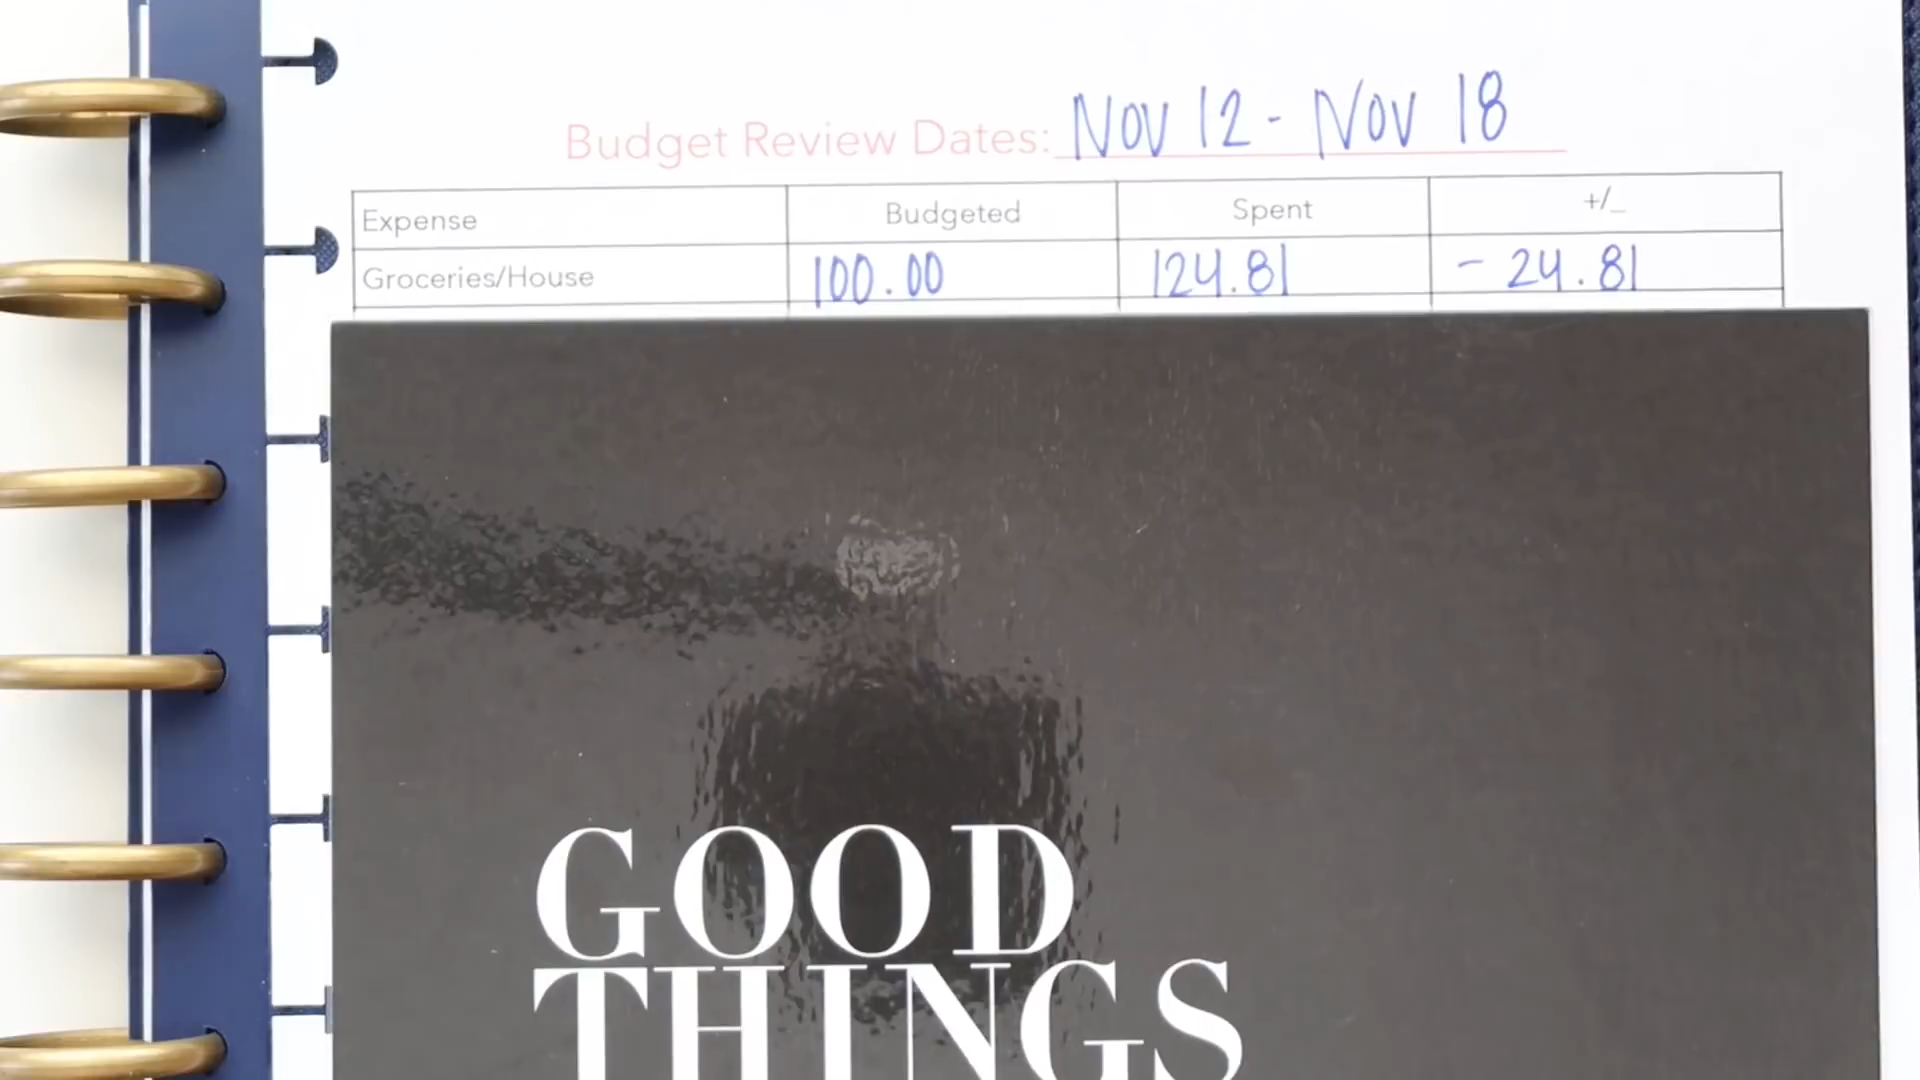 Budget Review Dates: Nov 12 - Nov 18
Expense Budgeted Spent +/-
Groceries/House 100.00 124.81 - 24.81
GOOD
THINGS